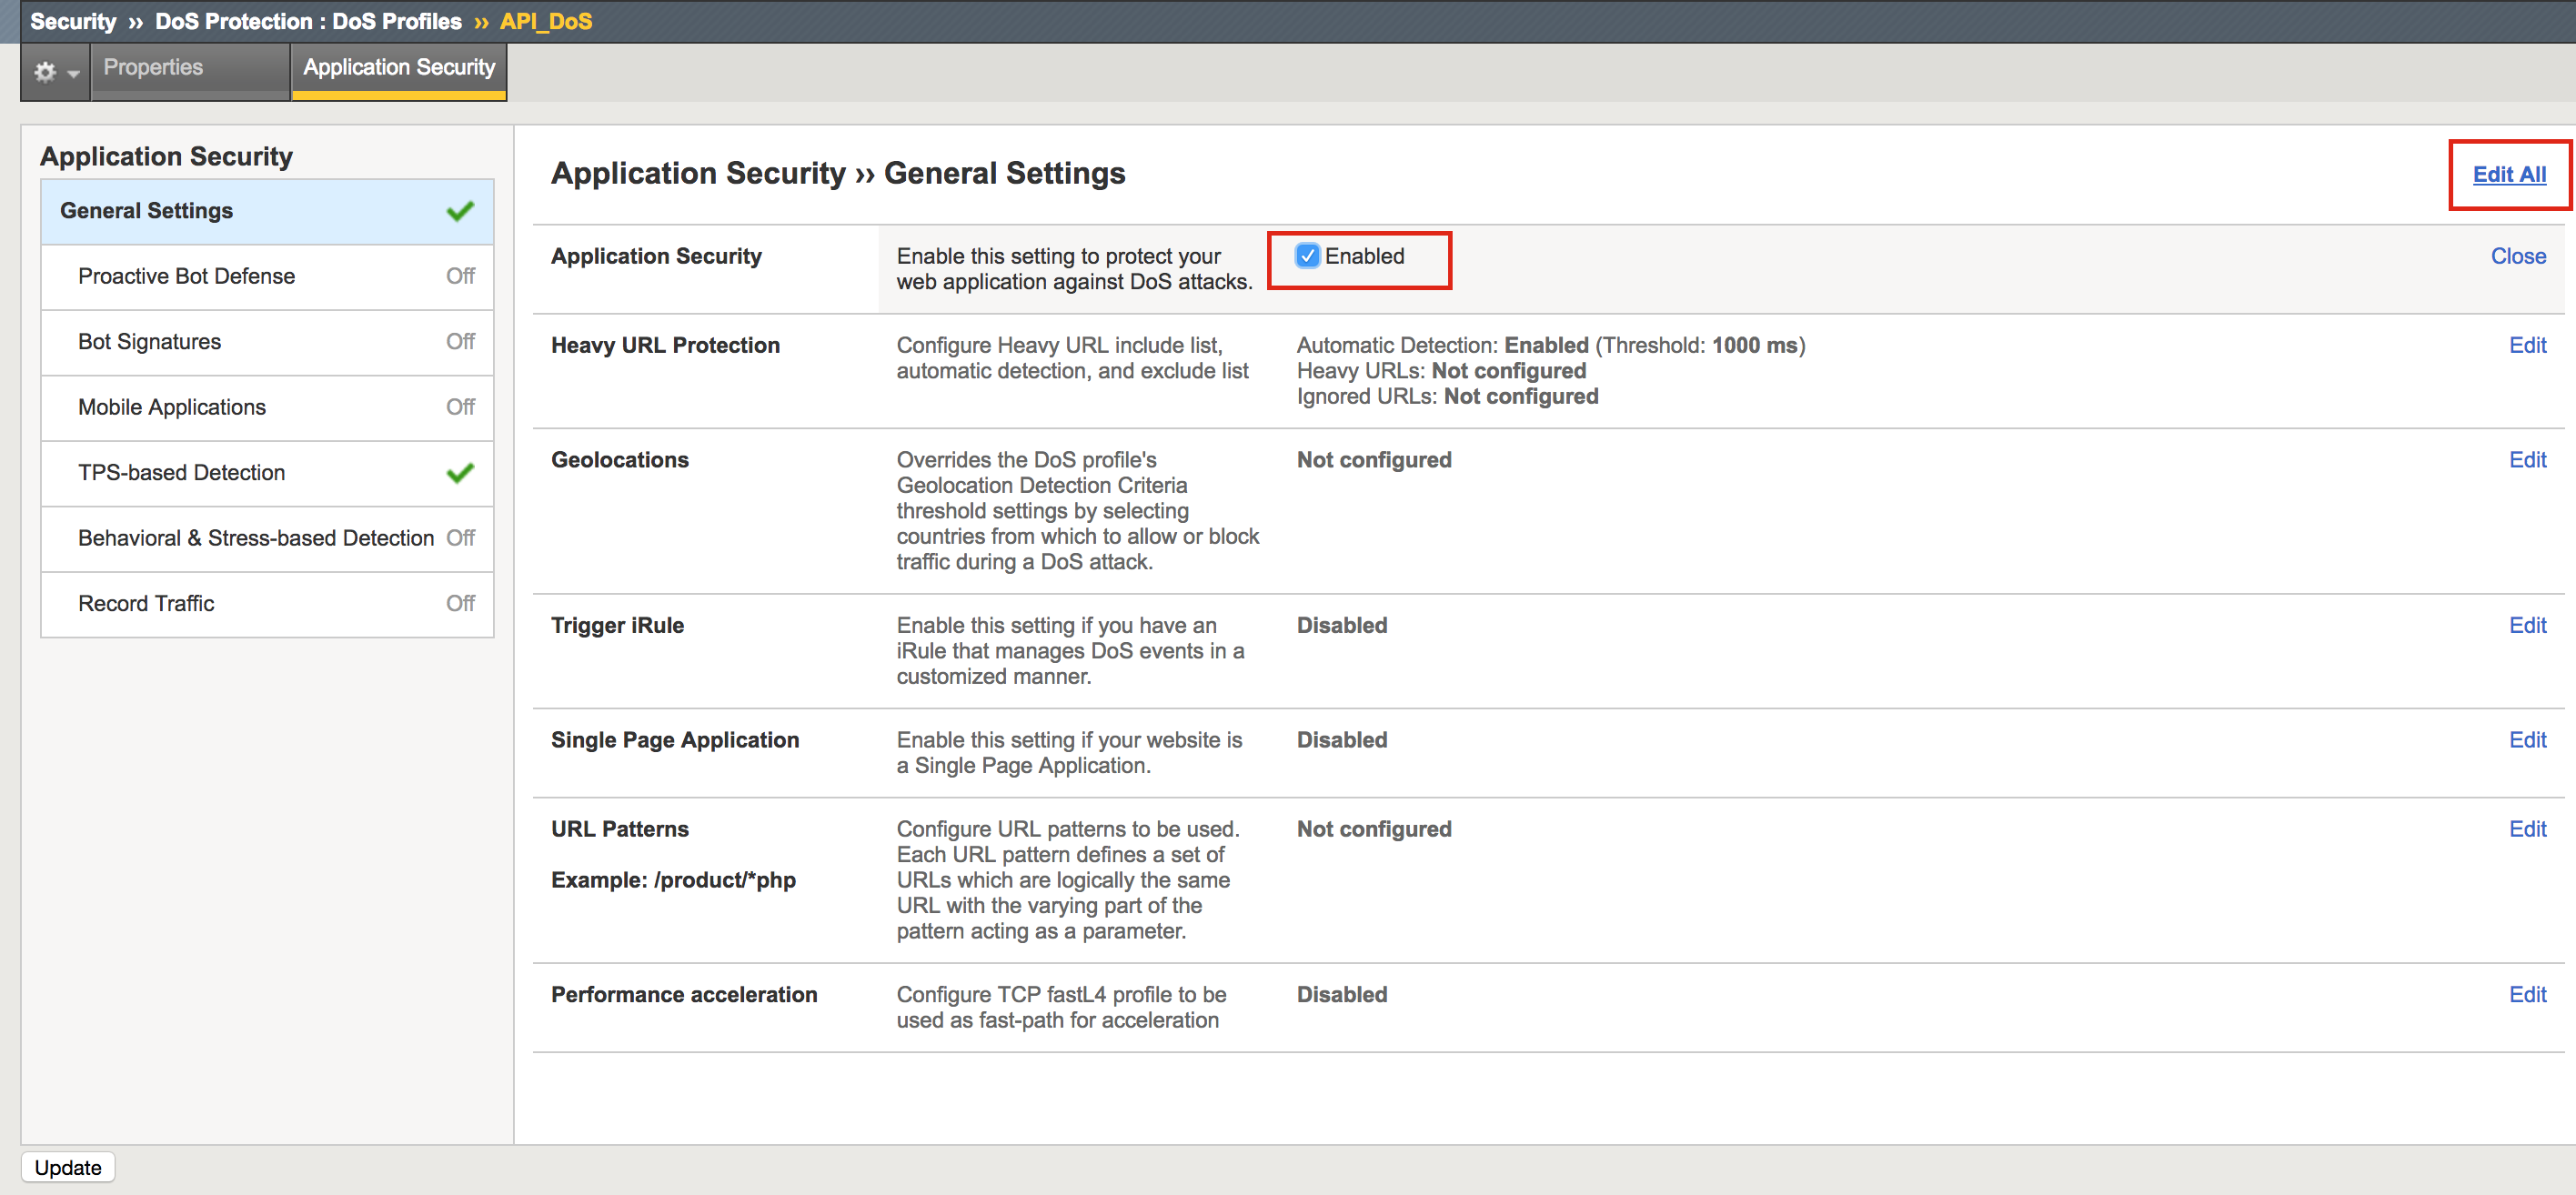 Security ›› DoS Protection : DoS Profiles ›› API_DoS
Properties
Application Security
Application Security
General Settings
Proactive Bot Defense Off
Bot Signatures Off
Mobile Applications Off
TPS-based Detection
Behavioral & Stress-based Detection Off
Record Traffic Off
Application Security ›› General Settings
Edit All
Application Security
Enable this setting to protect your
web application against DoS attacks.
Enabled
Close
Heavy URL Protection
Configure Heavy URL include list,
automatic detection, and exclude list
Automatic Detection: Enabled (Threshold: 1000 ms)
Heavy URLs: Not configured
Ignored URLs: Not configured
Edit
Geolocations
Overrides the DoS profile's
Geolocation Detection Criteria
threshold settings by selecting
countries from which to allow or block
traffic during a DoS attack.
Not configured
Edit
Trigger iRule
Enable this setting if you have an
iRule that manages DoS events in a
customized manner.
Disabled
Edit
Single Page Application
Enable this setting if your website is
a Single Page Application.
Disabled
Edit
URL Patterns
Example: /product/*php
Configure URL patterns to be used.
Each URL pattern defines a set of
URLs which are logically the same
URL with the varying part of the
pattern acting as a parameter.
Not configured
Edit
Performance acceleration
Configure TCP fastL4 profile to be
used as fast-path for acceleration
Disabled
Edit
Update